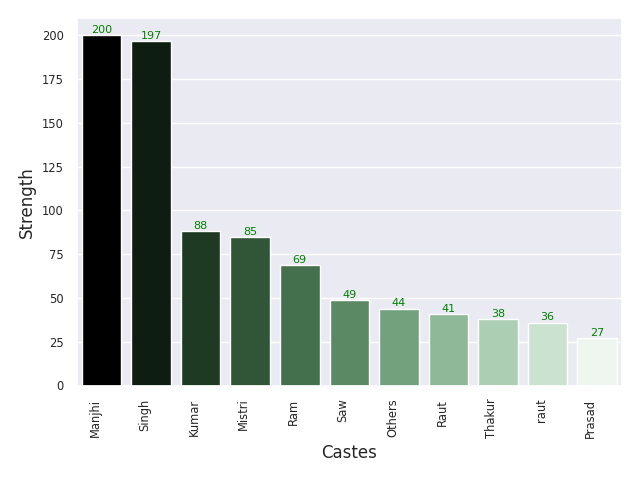 200
197
88
85
69
49
44
41
38
36
27
200
175
150
125
100
75
50
25
0
Strength
Manjhi
Singh
Kumar
Mistri
Ram
Saw
Others
Raut
Thakur
raut
Prasad
Castes